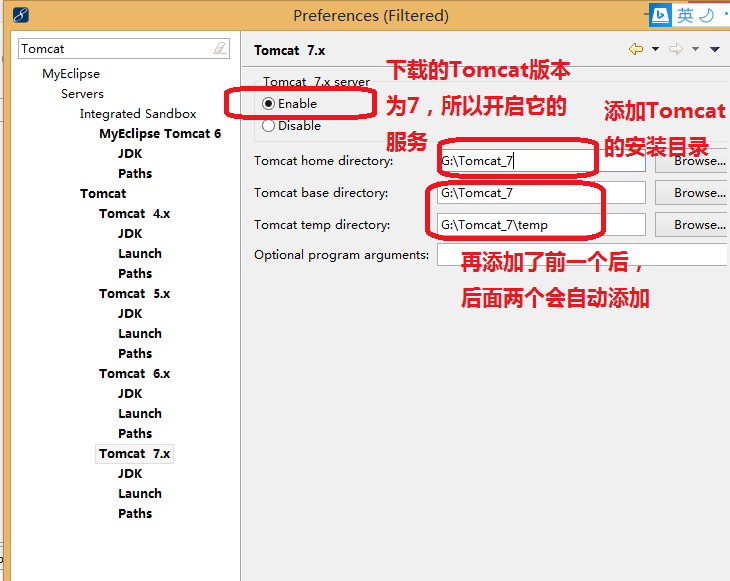 Preferences (Filtered)
英
Tomcat
MyEclipse
Servers
Integrated Sandbox
MyEclipse Tomcat 6
JDK
Paths
Tomcat
Tomcat 4.x
JDK
Launch
Paths
Tomcat 5.x
JDK
Launch
Paths
Tomcat 6.x
JDK
Launch
Paths
Tomcat 7.x
JDK
Launch
Paths
Tomcat 7.x
Tomcat 7.x server
Enable
Disable
下载的Tomcat版本
为7，所以开启它的
服务
添加Tomcat
的安装目录
Tomcat home directory: G:\Tomcat_7 Browse...
Tomcat base directory: G:\Tomcat_7 Browse...
Tomcat temp directory: G:\Tomcat_7\temp Browse...
Optional program arguments:
再添加了前一个后，
后面两个会自动添加